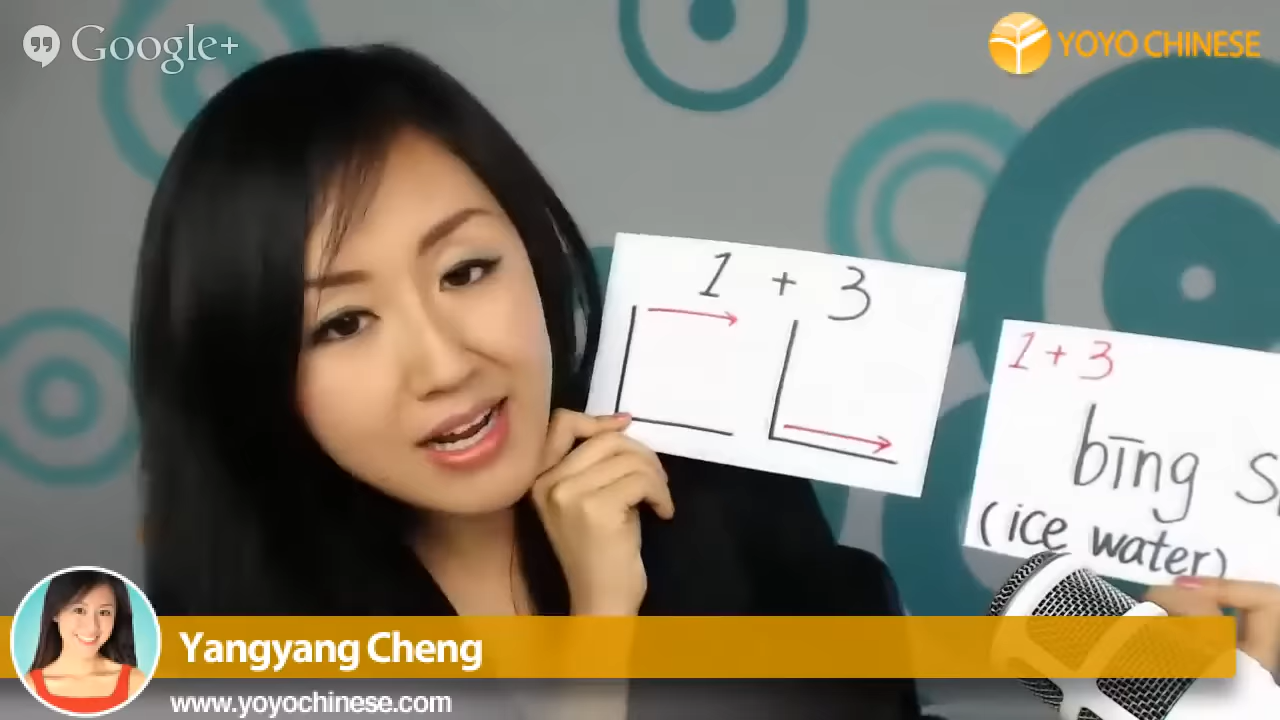 Google+
YOYO CHINESE
1 + 3
1 + 3
bīng
(ice water)
Yangyang Cheng
www.yoyochinese.com